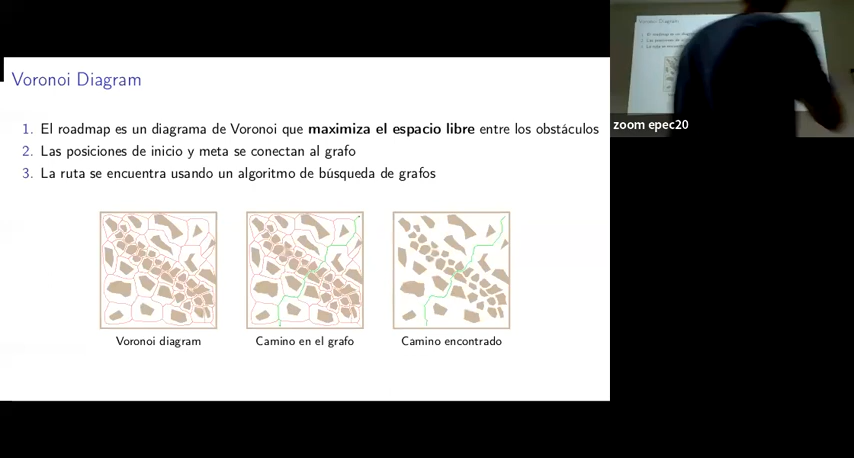 Voronoi Diagram
1. El roadmap es un diagrama de Voronoi que maximiza el espacio libre entre los obstáculos
2. Las posiciones de inicio y meta se conectan al grafo
3. La ruta se encuentra usando un algoritmo de búsqueda de grafos
Voronoi diagram
Camino en el grafo
Camino encontrado
Voronoi Diagram
zoom epec20